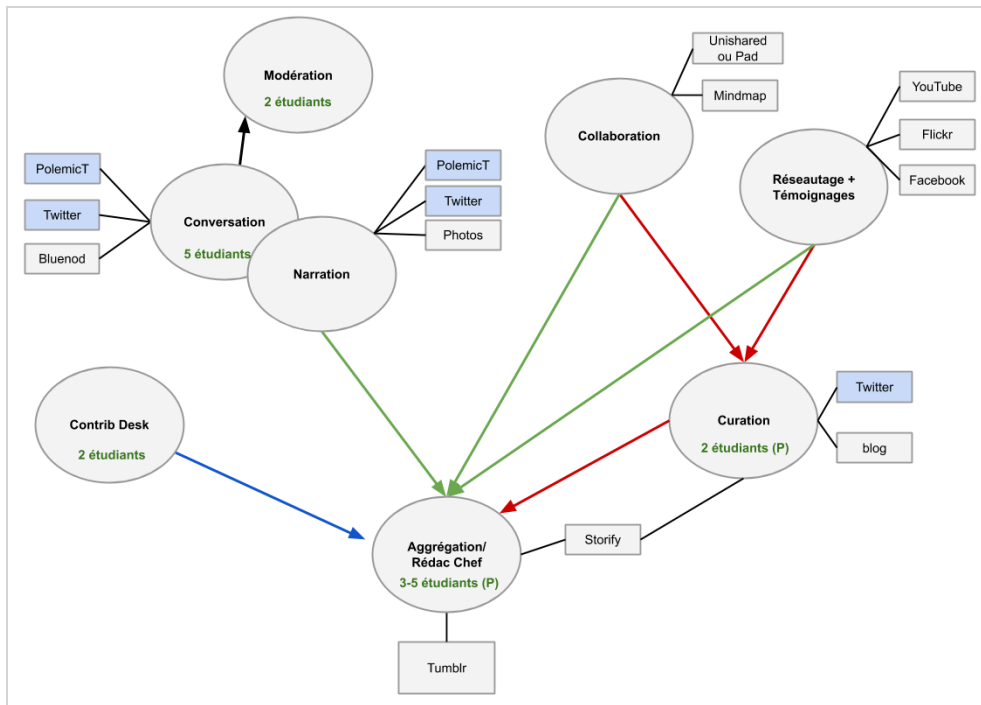 Modération
2 étudiants
Unishared
ou Pad
Mindmap
Collaboration
YouTube
Flickr
Facebook
Réseautage +
Témoignages
PolemicT
Twitter
Bluenod
Conversation
5 étudiants
PolemicT
Twitter
Photos
Narration
Contrib Desk
2 étudiants
Curation
2 étudiants (P)
Twitter
blog
Aggrégation/
Rédac Chef
3-5 étudiants (P)
Storify
Tumblr